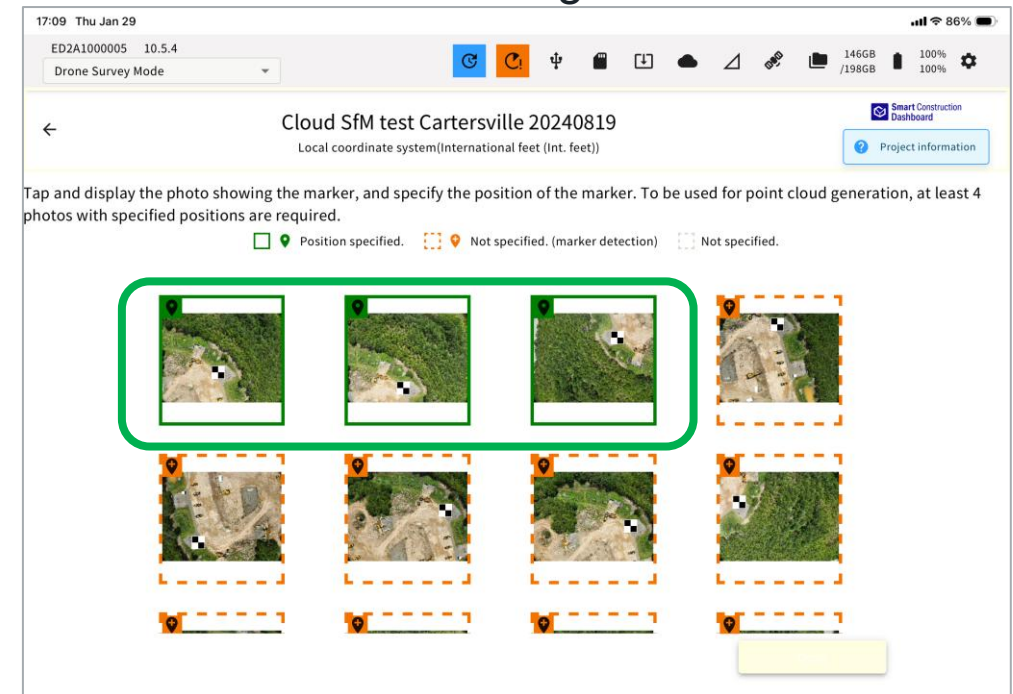 17:09 Thu Jan 29
86%
ED2A1000005 10.5.4
Drone Survey Mode
146GB
/198GB
100%
100%
Cloud SfM test Cartersville 20240819
Local coordinate system(International feet (Int. feet))
Smart Construction
Dashboard
Project information
Tap and display the photo showing the marker, and specify the position of the marker. To be used for point cloud generation, at least 4
photos with specified positions are required.
Position specified. Not specified. (marker detection) Not specified.